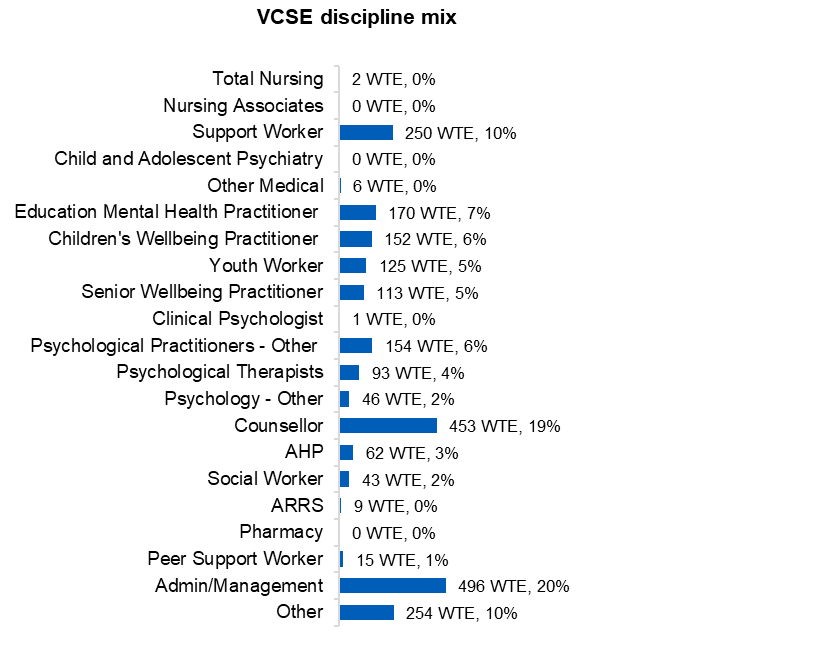 VCSE discipline mix
Total Nursing 2 WTE, 0%
Nursing Associates 0 WTE, 0%
Support Worker 250 WTE, 10%
Child and Adolescent Psychiatry 0 WTE, 0%
Other Medical 6 WTE, 0%
Education Mental Health Practitioner 170 WTE, 7%
Children's Wellbeing Practitioner 152 WTE, 6%
Youth Worker 125 WTE, 5%
Senior Wellbeing Practitioner 113 WTE, 5%
Clinical Psychologist 1 WTE, 0%
Psychological Practitioners - Other 154 WTE, 6%
Psychological Therapists 93 WTE, 4%
Psychology - Other 46 WTE, 2%
Counsellor 453 WTE, 19%
AHP 62 WTE, 3%
Social Worker 43 WTE, 2%
ARRS 9 WTE, 0%
Pharmacy 0 WTE, 0%
Peer Support Worker 15 WTE, 1%
Admin/Management 496 WTE, 20%
Other 254 WTE, 10%